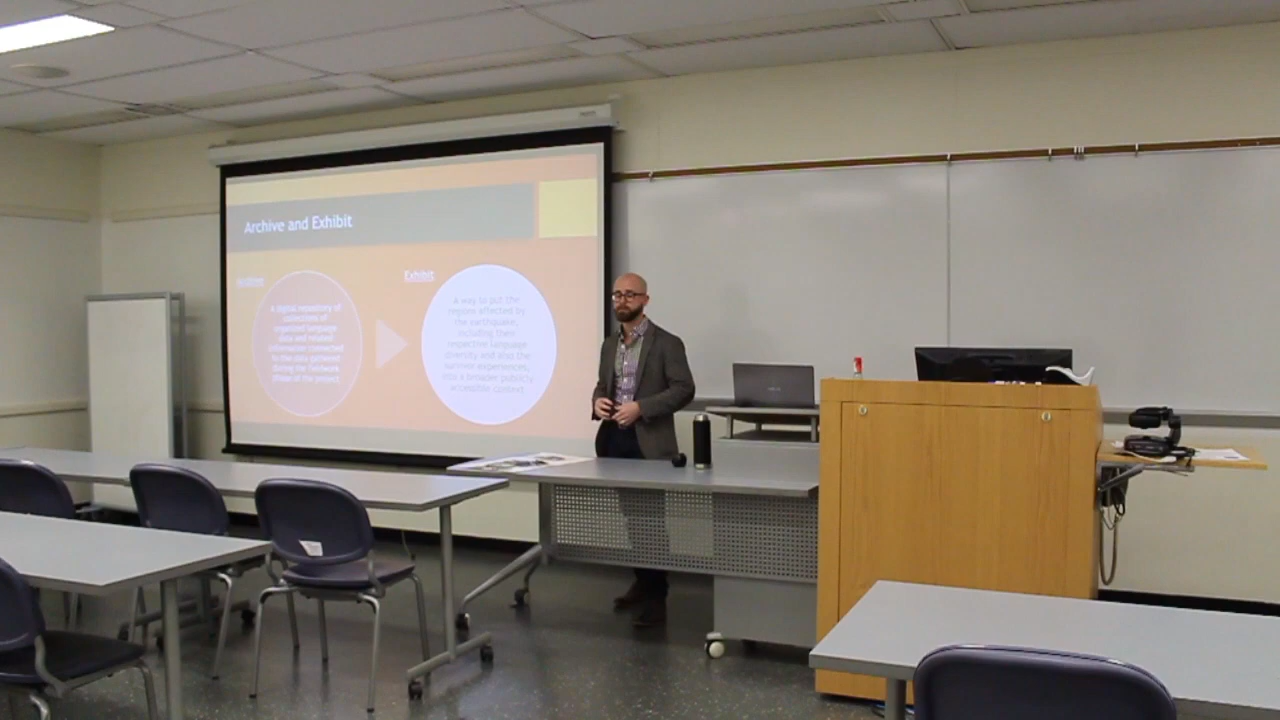 Archive and Exhibit
Archive
A digital repository of
collections of
organized language
data and related
information connected
to the data gathered
during the fieldwork
phase of the project
Exhibit
A way to put the
regions affected by
the earthquake,
including their
respective language
diversity and also the
survivor experiences,
into a broader publicly
accessible context